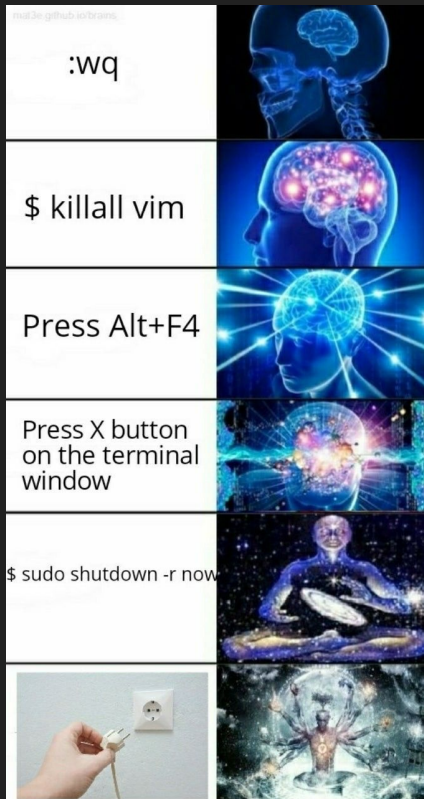 :wq
$ killall vim
Press Alt+F4
Press X button
on the terminal
window
$ sudo shutdown -r now